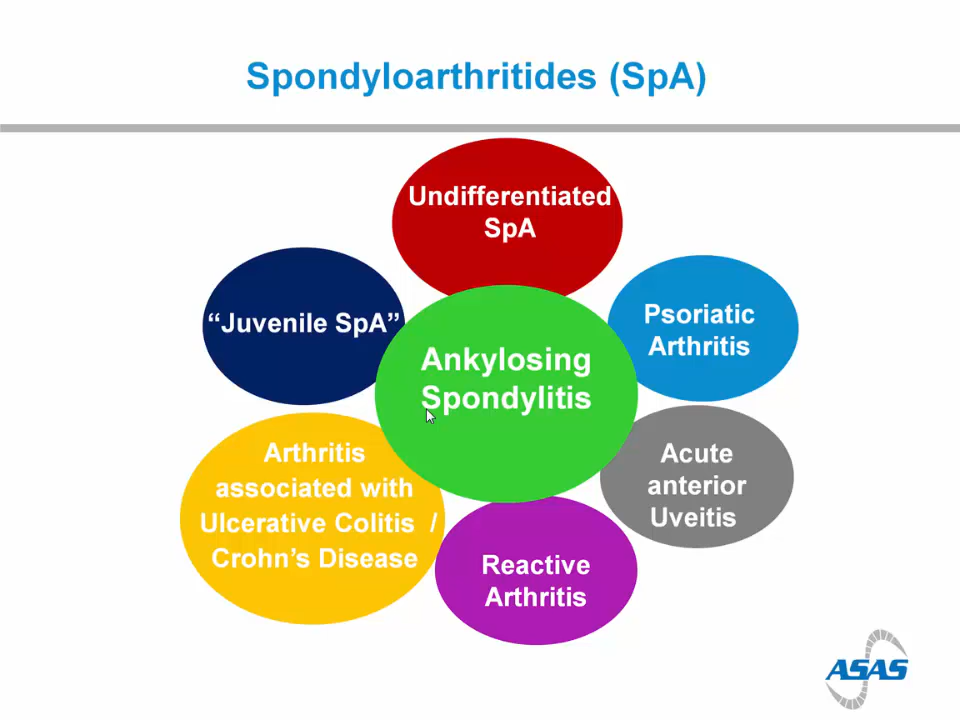 Spondyloarthritides (SpA)
Undifferentiated
SpA
“Juvenile SpA”
Psoriatic
Arthritis
Ankylosing
Spondylitis
Arthritis
associated with
Ulcerative Colitis /
Crohn’s Disease
Acute
anterior
Uveitis
Reactive
Arthritis
ASAS